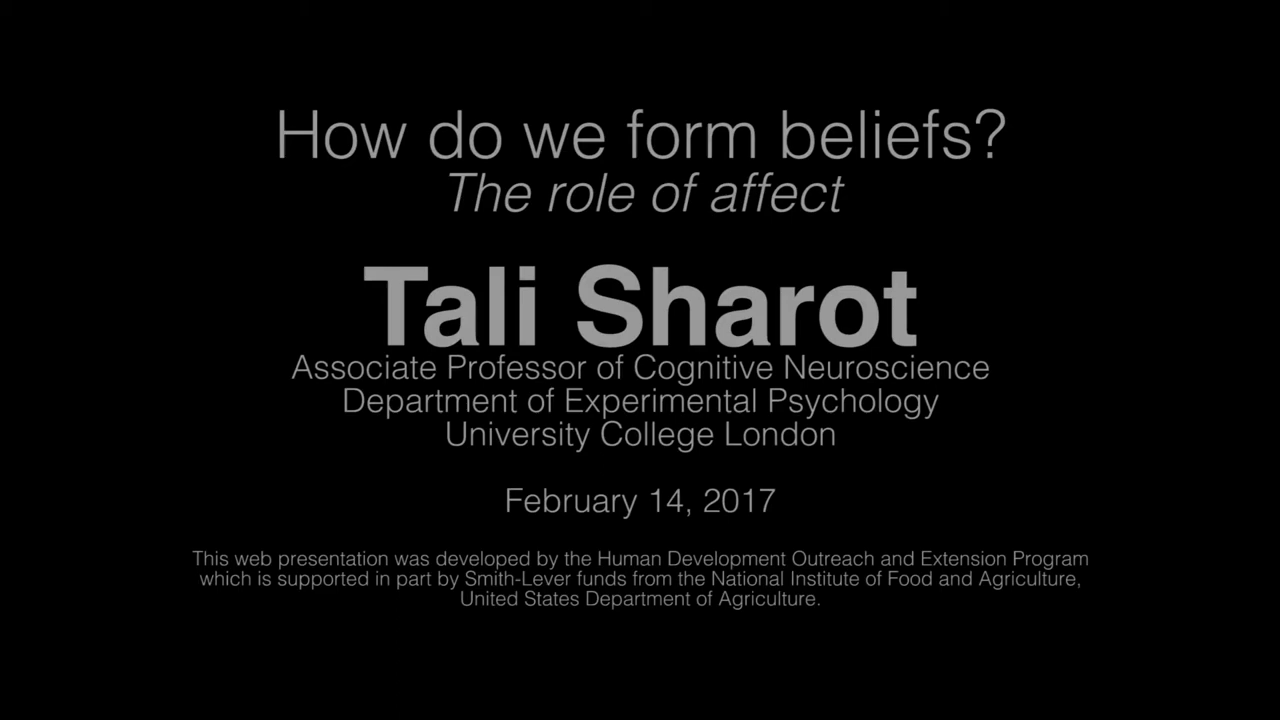 How do we form beliefs?
The role of affect
Tali Sharot
Associate Professor of Cognitive Neuroscience
Department of Experimental Psychology
University College London
February 14, 2017
This web presentation was developed by the Human Development Outreach and Extension Program
which is supported in part by Smith-Lever funds from the National Institute of Food and Agriculture,
United States Department of Agriculture.